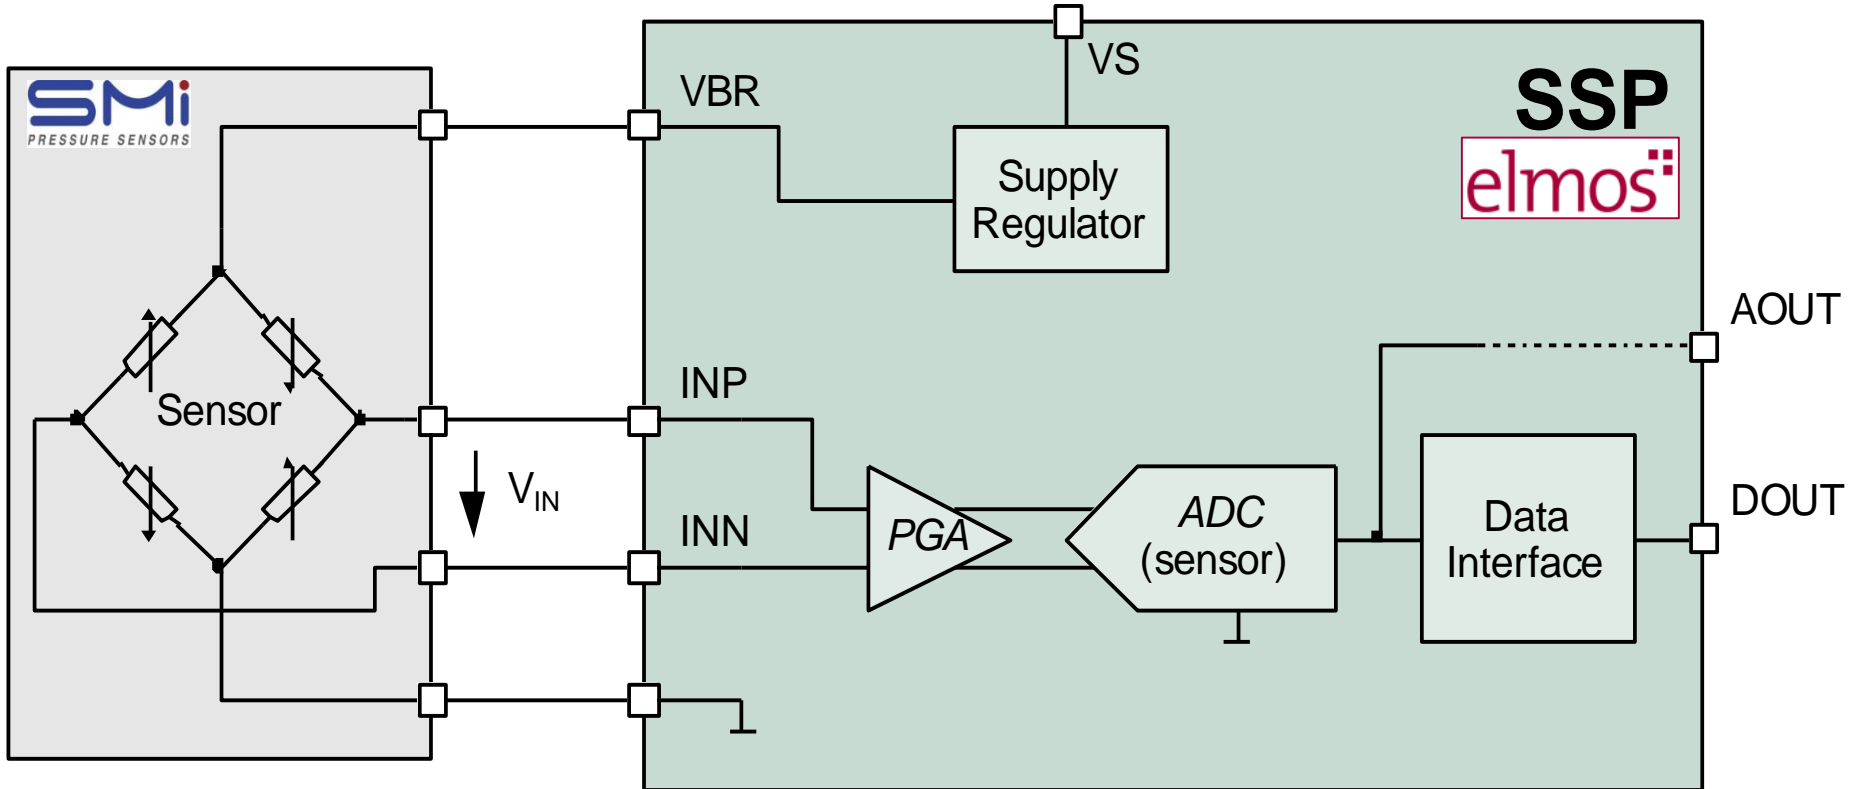 SMi
PRESSURE SENSORS
Sensor
VIN
VBR
VS
SSP
elmos
Supply
Regulator
INP
INN
PGA
ADC
(sensor)
Data
Interface
AOUT
DOUT